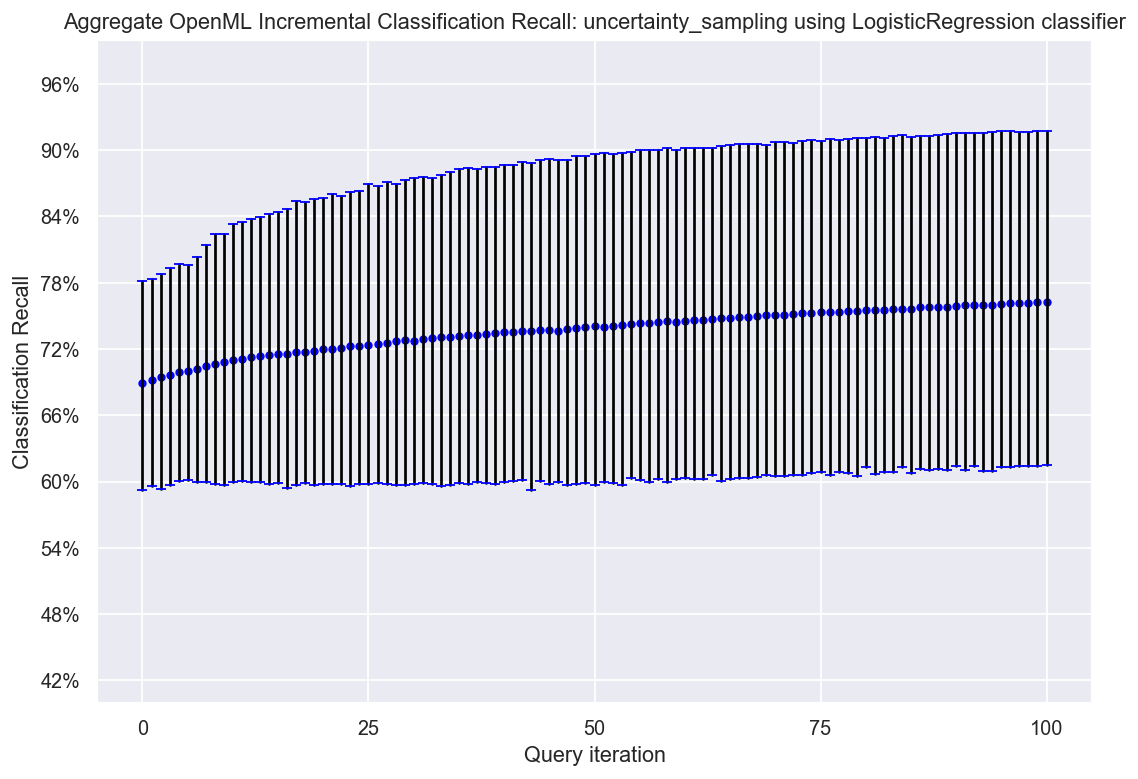 Aggregate OpenML Incremental Classification Recall: uncertainty_sampling using LogisticRegression classifier
96%
90%
84%
78%
72%
66%
60%
54%
48%
42%
Classification Recall
0 25 50 75 100
Query iteration